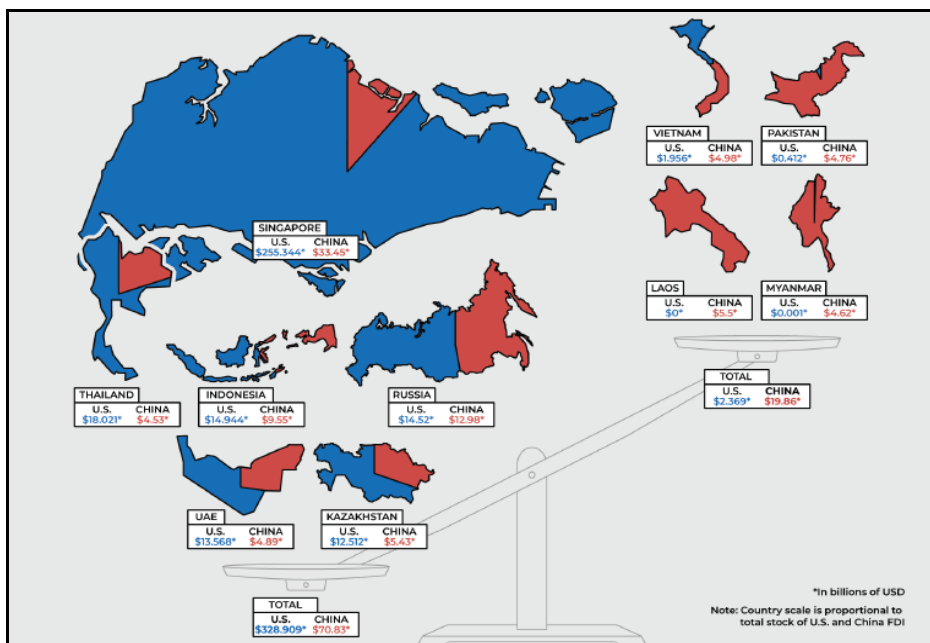 VIETNAM
U.S. CHINA
$1.956* $4.98*
PAKISTAN
U.S. CHINA
$0.412* $4.76*
SINGAPORE
U.S. CHINA
$255.344* $33.45*
LAOS
U.S. CHINA
$0* $5.5*
MYANMAR
U.S. CHINA
$0.001* $4.62*
THAILAND
U.S. CHINA
$18.021* $4.53*
INDONESIA
U.S. CHINA
$14.944* $9.55*
RUSSIA
U.S. CHINA
$14.52* $12.98*
TOTAL
U.S. CHINA
$2.369* $19.86*
UAE
U.S. CHINA
$13.568* $4.89*
KAZAKHSTAN
U.S. CHINA
$12.512* $5.43*
TOTAL
U.S. CHINA
$328.909* $70.83*
*In billions of USD
Note: Country scale is proportional to
total stock of U.S. and China FDI